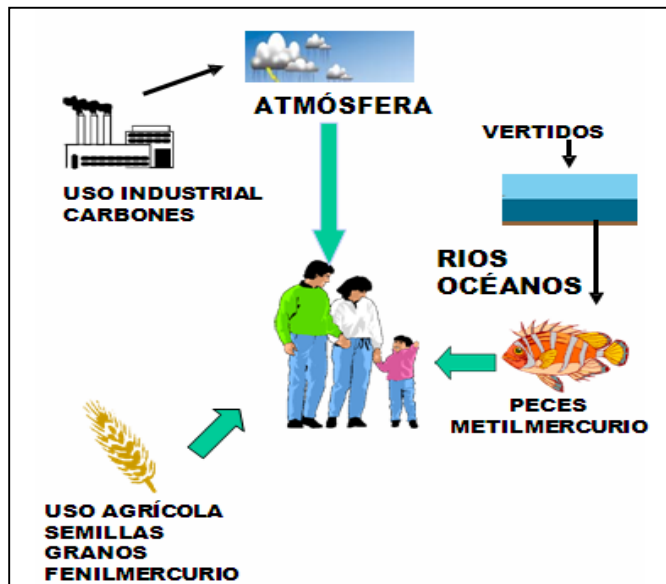 ATMÓSFERA
VERTIDOS
USO INDUSTRIAL
CARBONES
RIOS
OCÉANOS
PECES
METILMERCURIO
USO AGRÍCOLA
SEMILLAS
GRANOS
FENILMERCURIO